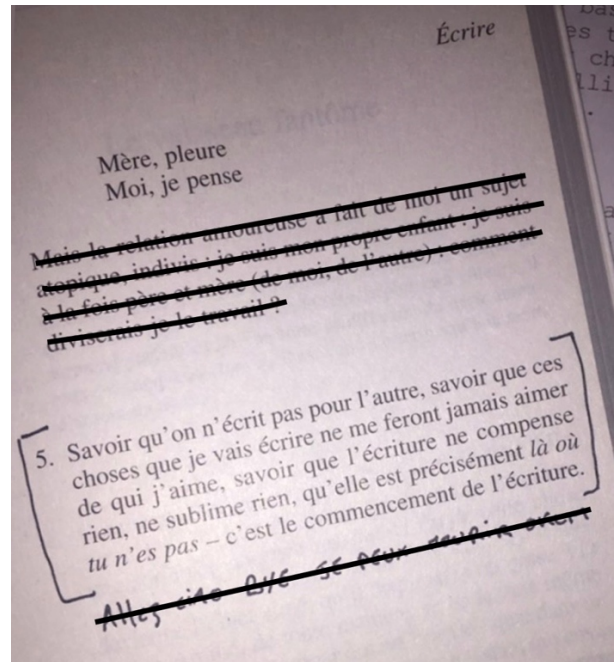 Écrire
Mère, pleure
Moi, je pense
Mais la relation amoureuse a fait de moi un sujet
atopique, indivis : je suis mon propre enfant : je suis
à la fois père et mère (de moi, de l'autre) : comment
diviserais-je le travail ?
5. Savoir qu'on n'écrit pas pour l'autre, savoir que ces
choses que je vais écrire ne me feront jamais aimer
de qui j'aime, savoir que l'écriture ne compense
rien, ne sublime rien, qu'elle est précisément là où
tu n'es pas – c'est le commencement de l'écriture.